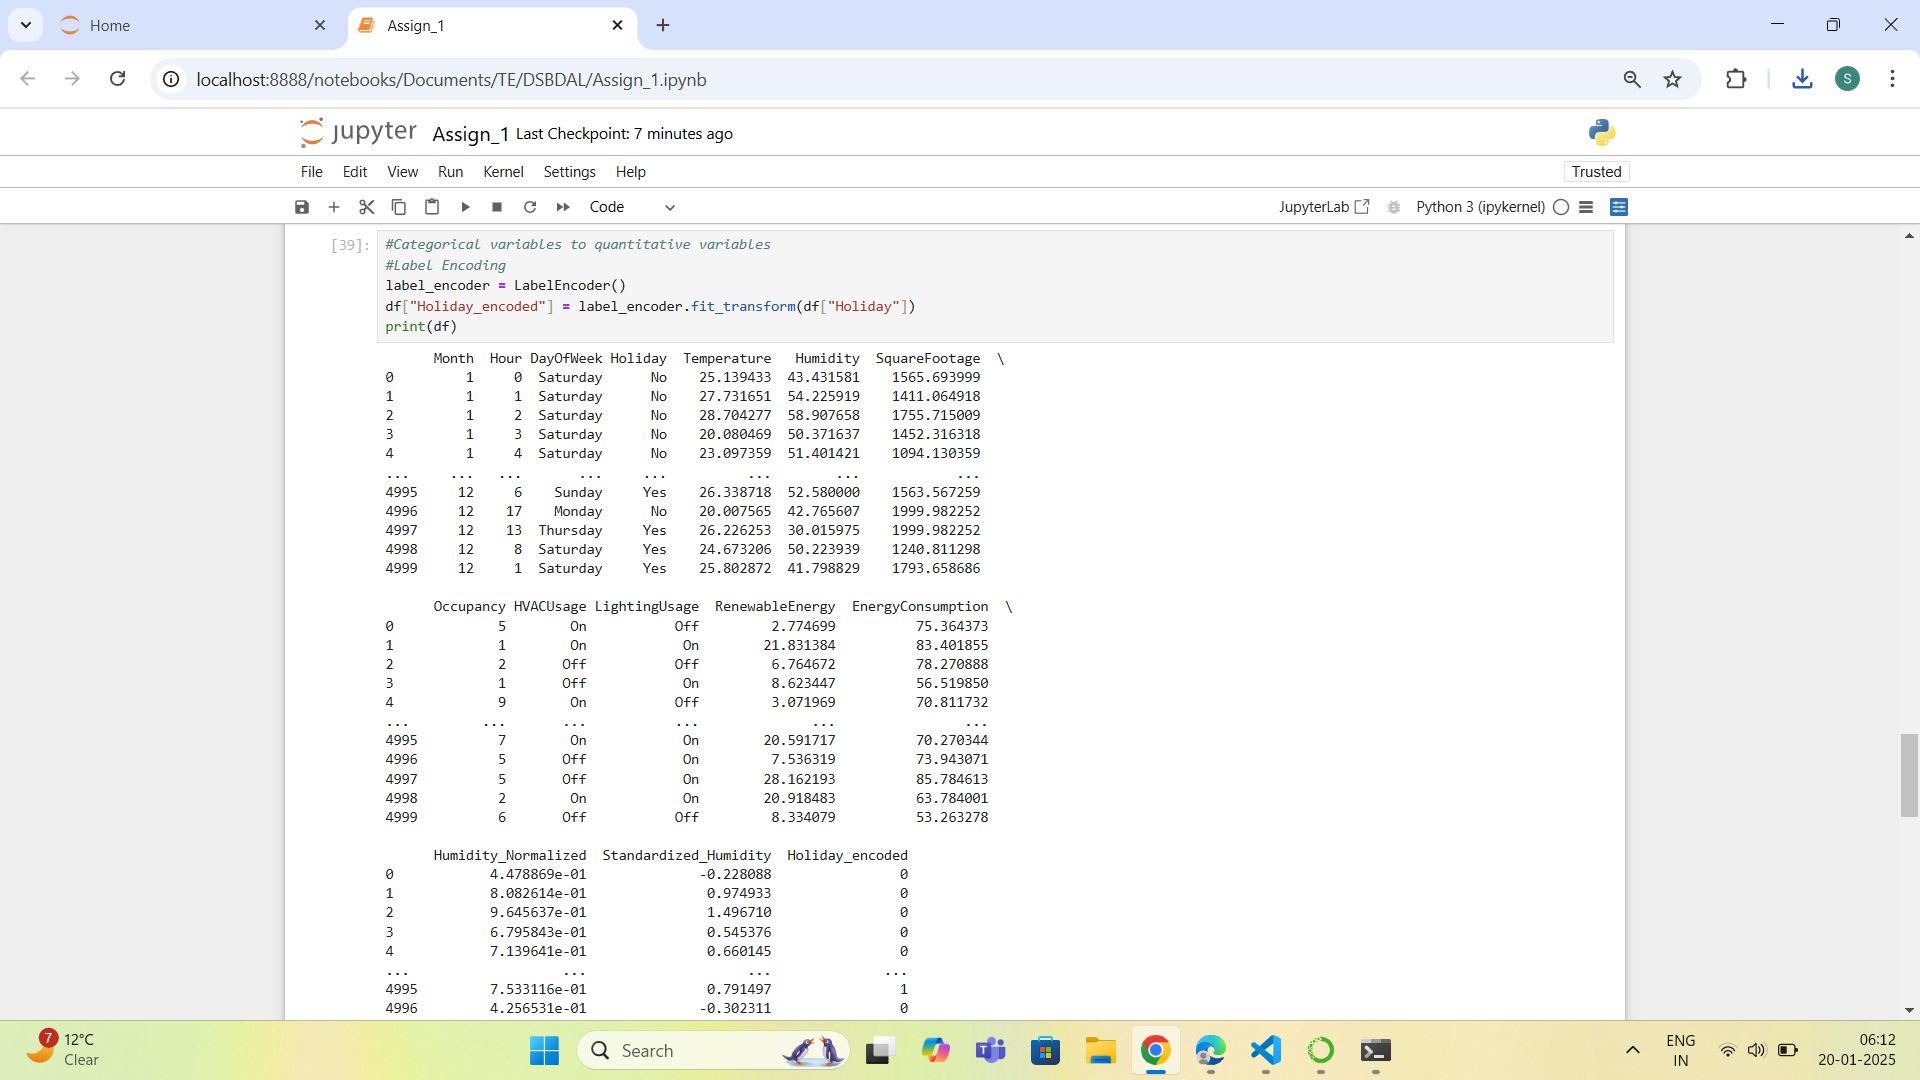 Home
Assign_1
localhost:8888/notebooks/Documents/TE/DSBDAL/Assign_1.ipynb
S
jupyter Assign_1 Last Checkpoint: 7 minutes ago
File Edit View Run Kernel Settings Help
Trusted
Code
JupyterLab
Python 3 (ipykernel)
[39]: #Categorical variables to quantitative variables
#Label Encoding
label_encoder = LabelEncoder()
df["Holiday_encoded"] = label_encoder.fit_transform(df["Holiday"])
print(df)
Month Hour DayOfWeek Holiday Temperature Humidity SquareFootage \
0 1 0 Saturday No 25.139433 43.431581 1565.693999
1 1 1 Saturday No 27.731651 54.225919 1411.064918
2 1 2 Saturday No 28.704277 58.907658 1755.715009
3 1 3 Saturday No 20.080469 50.371637 1452.316318
4 1 4 Saturday No 23.097359 51.401421 1094.130359
... ... ... ... ... ... ... ...
4995 12 6 Sunday Yes 26.338718 52.580000 1563.567259
4996 12 17 Monday No 20.007565 42.765607 1999.982252
4997 12 13 Thursday Yes 26.226253 30.015975 1999.982252
4998 12 8 Saturday Yes 24.673206 50.223939 1240.811298
4999 12 1 Saturday Yes 25.802872 41.798829 1793.658686
Occupancy HVACUsage LightingUsage RenewableEnergy EnergyConsumption \
0 5 On Off 2.774699 75.364373
1 1 On On 21.831384 83.401855
2 2 Off Off 6.764672 78.270888
3 1 Off On 8.623447 56.519850
4 9 On Off 3.071969 70.811732
... ... ... ... ... ...
4995 7 On On 20.591717 70.270344
4996 5 Off On 7.536319 73.943071
4997 5 Off On 28.162193 85.784613
4998 2 On On 20.918483 63.784001
4999 6 Off Off 8.334079 53.263278
Humidity_Normalized Standardized_Humidity Holiday_encoded
0 4.478869e-01 -0.228088 0
1 8.082614e-01 0.974933 0
2 9.645637e-01 1.496710 0
3 6.795843e-01 0.545376 0
4 7.139641e-01 0.660145 0
... ... ... ...
4995 7.533116e-01 0.791497 1
4996 4.256531e-01 -0.302311 0
7
12°C
Clear
Search
ENG
IN
06:12
20-01-2025